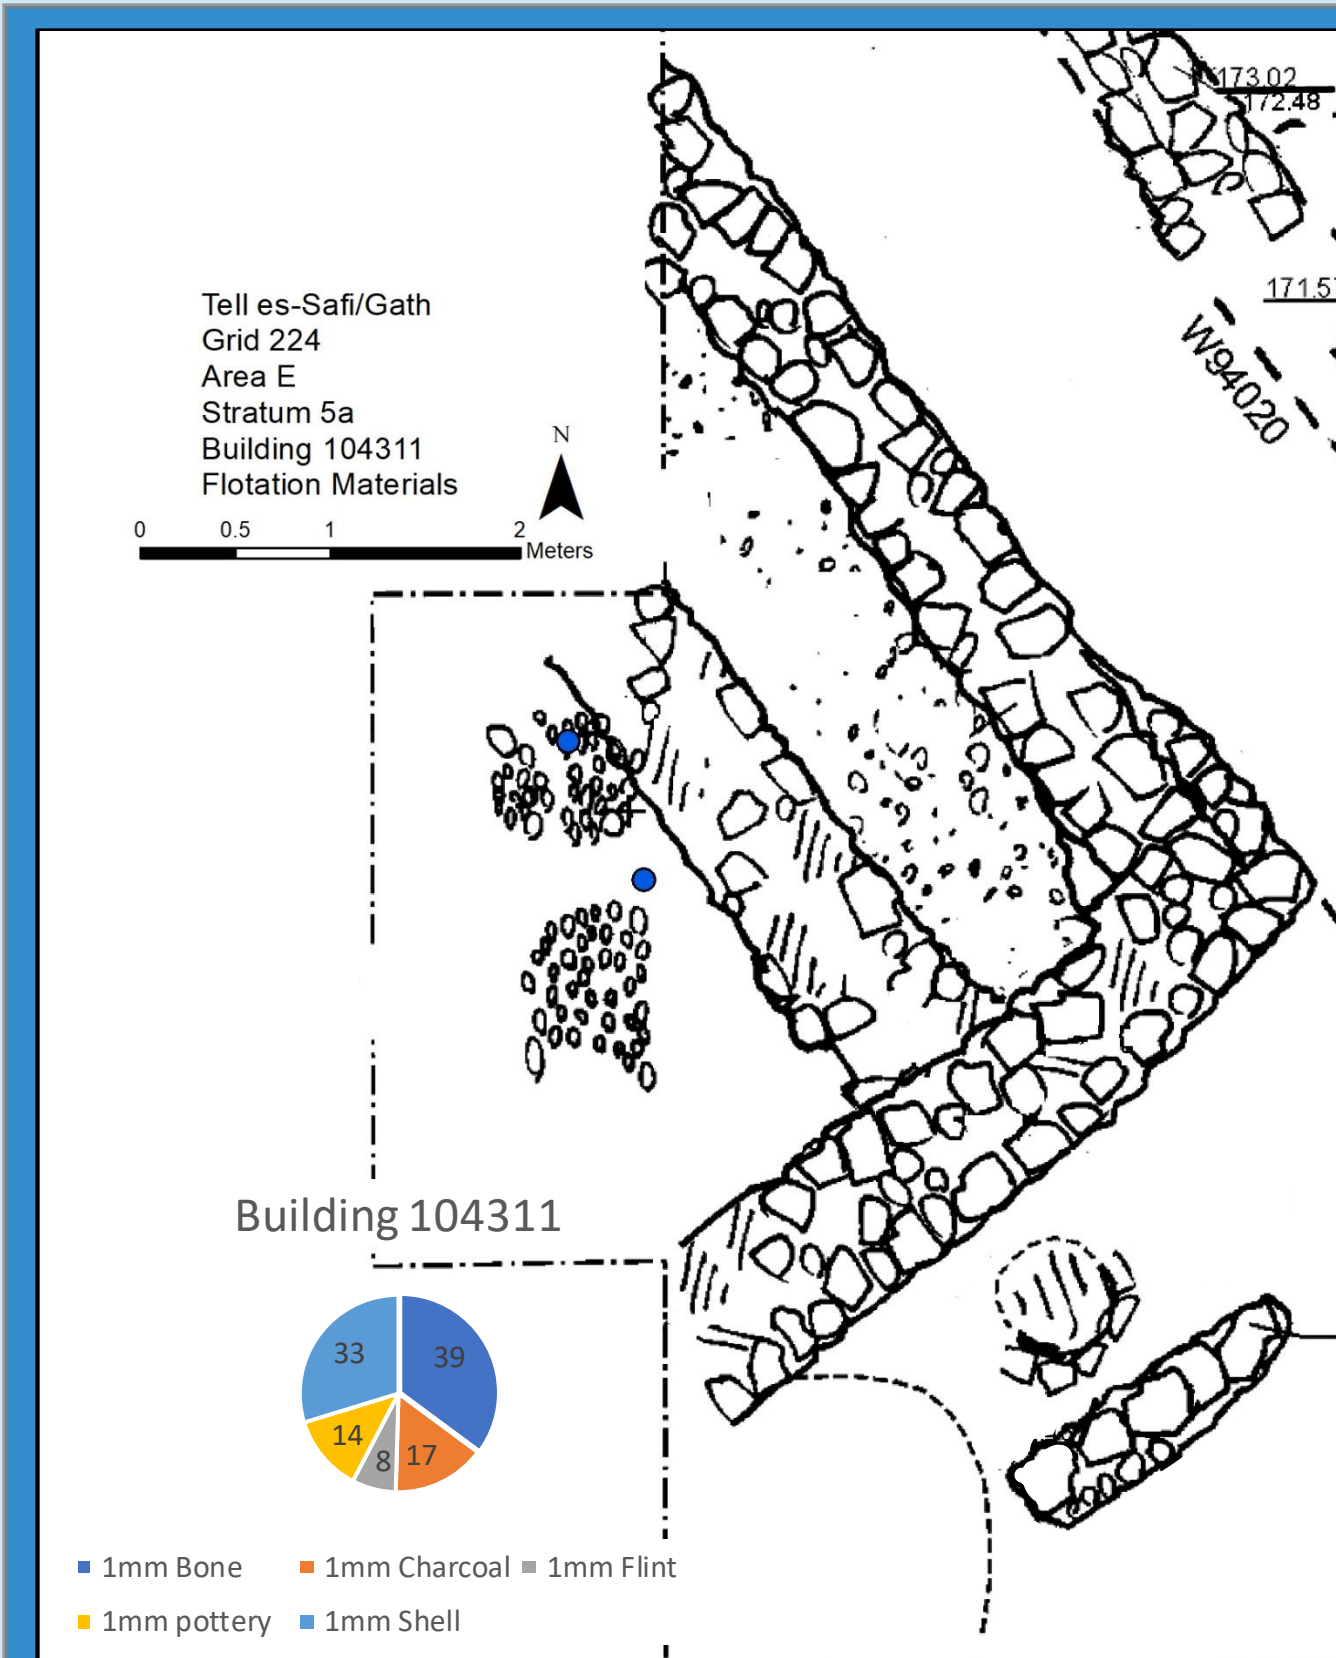 173.02
172.48
171.5
W94020
Tell es-Safi/Gath
Grid 224
Area E
Stratum 5a
Building 104311
Flotation Materials
N
0 0.5 1 2
Meters
Building 104311
33 39
14 8 17
1mm Bone 1mm Charcoal 1mm Flint
1mm pottery 1mm Shell